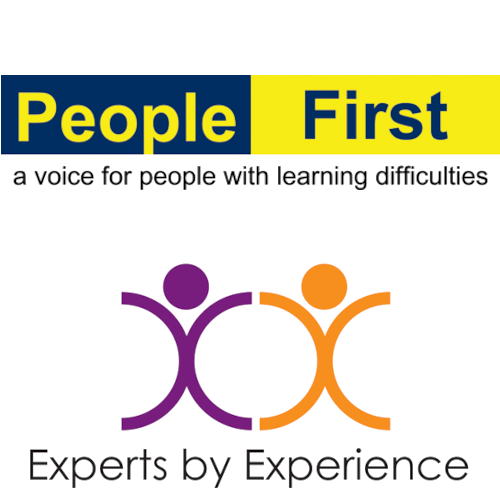 People First
a voice for people with learning difficulties
Experts by Experience